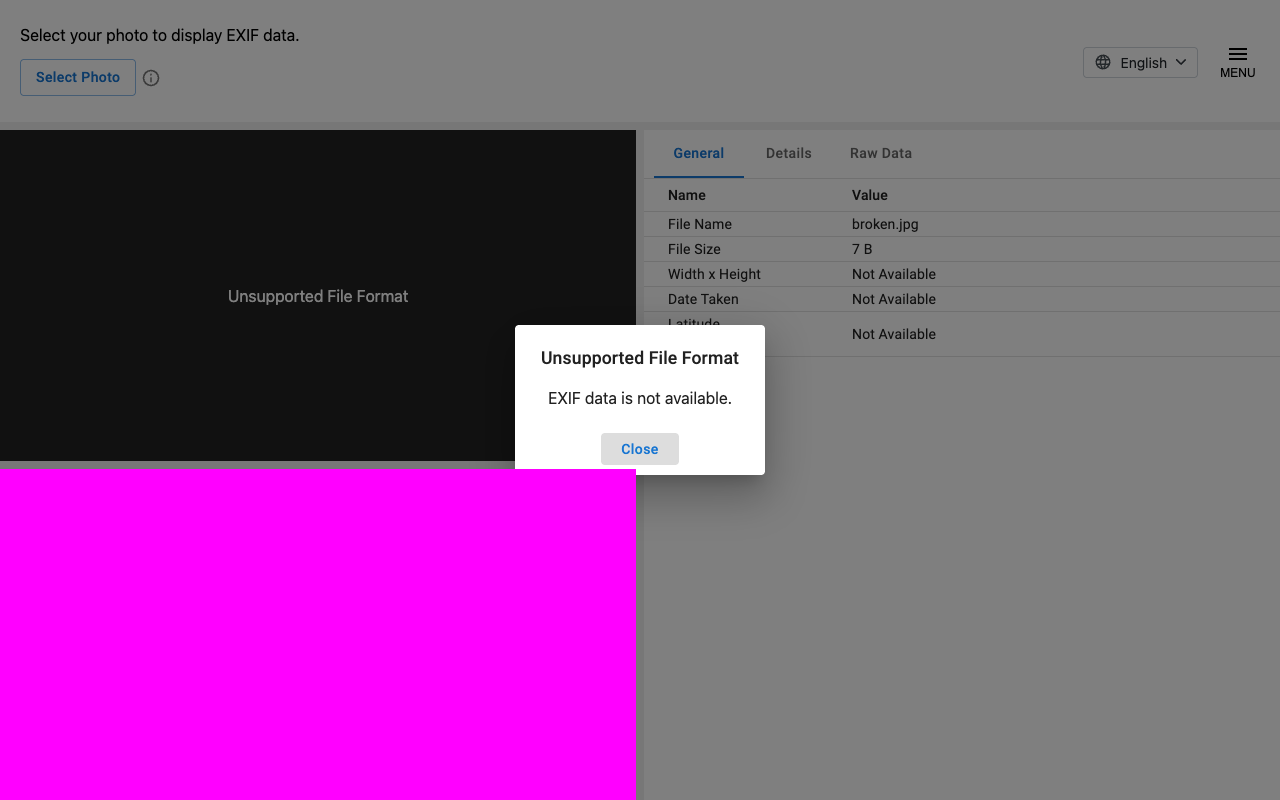 Select your photo to display EXIF data.
Select Photo
English
MENU
Unsupported File Format
General Details Raw Data
Name Value
File Name broken.jpg
File Size 7 B
Width x Height Not Available
Date Taken Not Available
Latitude
Not Available
Unsupported File Format
EXIF data is not available.
Close